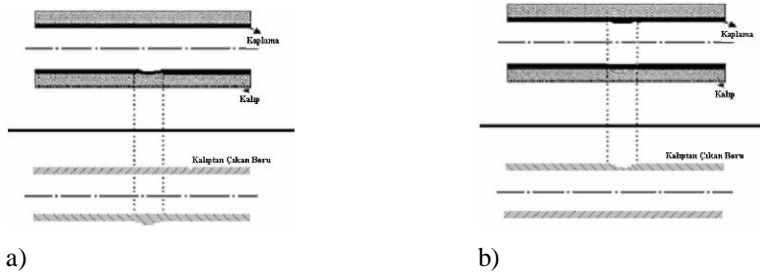 Kaplama
Kalıp
Kalıptan Çıkan Boru
a)
Kaplama
Kalıp
Kalıptan Çıkan Boru
b)